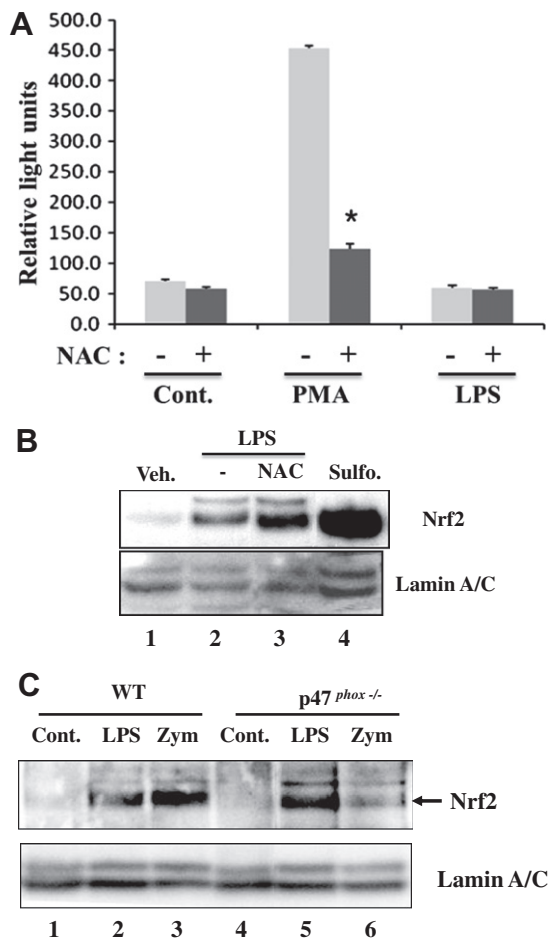 A
Relative light units
500.0
450.0
400.0
350.0
300.0
250.0
200.0
150.0
100.0
50.0
0.0
*
NAC : - + - + - +
Cont. PMA LPS
B
LPS
Veh. - NAC Sulfo.
Nrf2
Lamin A/C
1 2 3 4
C
WT p47 phox -/-
Cont. LPS Zym Cont. LPS Zym
Nrf2
Lamin A/C
1 2 3 4 5 6